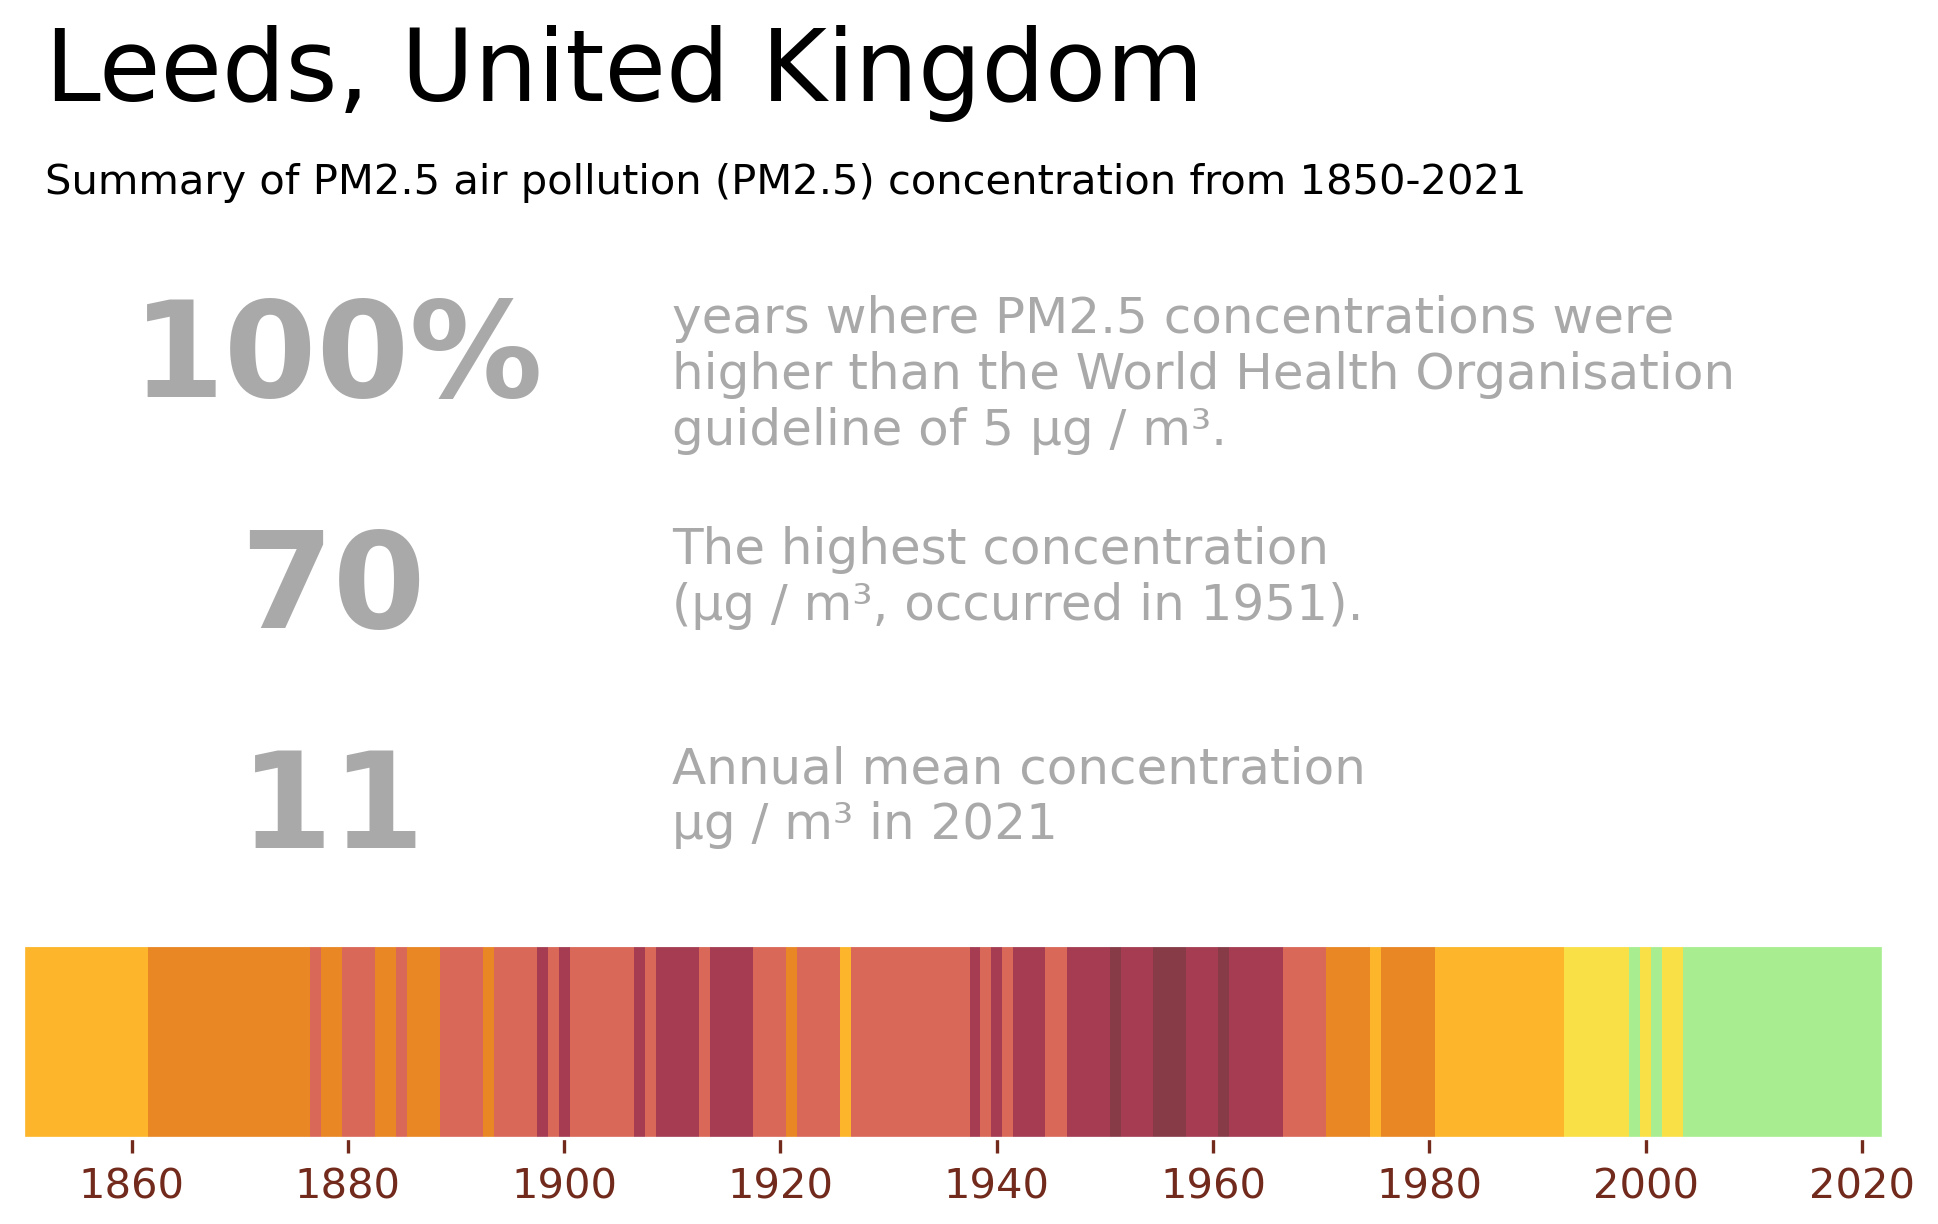 Leeds, United Kingdom
Summary of PM2.5 air pollution (PM2.5) concentration from 1850-2021
100%
years where PM2.5 concentrations were
higher than the World Health Organisation
guideline of 5 µg / m³.
70
The highest concentration
(µg / m³, occurred in 1951).
11
Annual mean concentration
µg / m³ in 2021
1860 1880 1900 1920 1940 1960 1980 2000 2020